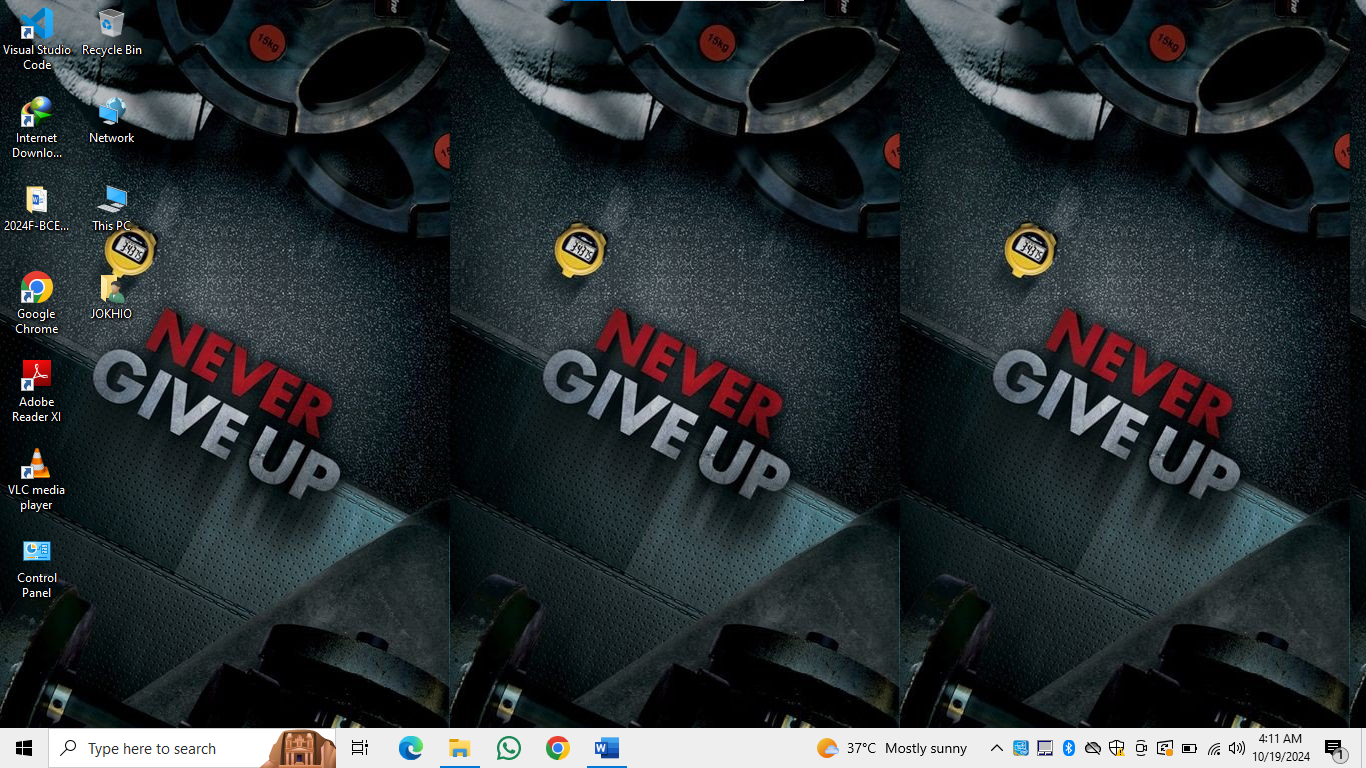 Visual Studio
Code
Recycle Bin
Internet
Downlo...
Network
2024F-BCE...
This PC
Google
Chrome
JOKHIO
Adobe
Reader XI
VLC media
player
Control
Panel
15kg
NEVER
GIVE UP
15kg
NEVER
GIVE UP
15kg
NEVER
GIVE UP
Type here to search
37°C Mostly sunny
4:11 AM
10/19/2024
1